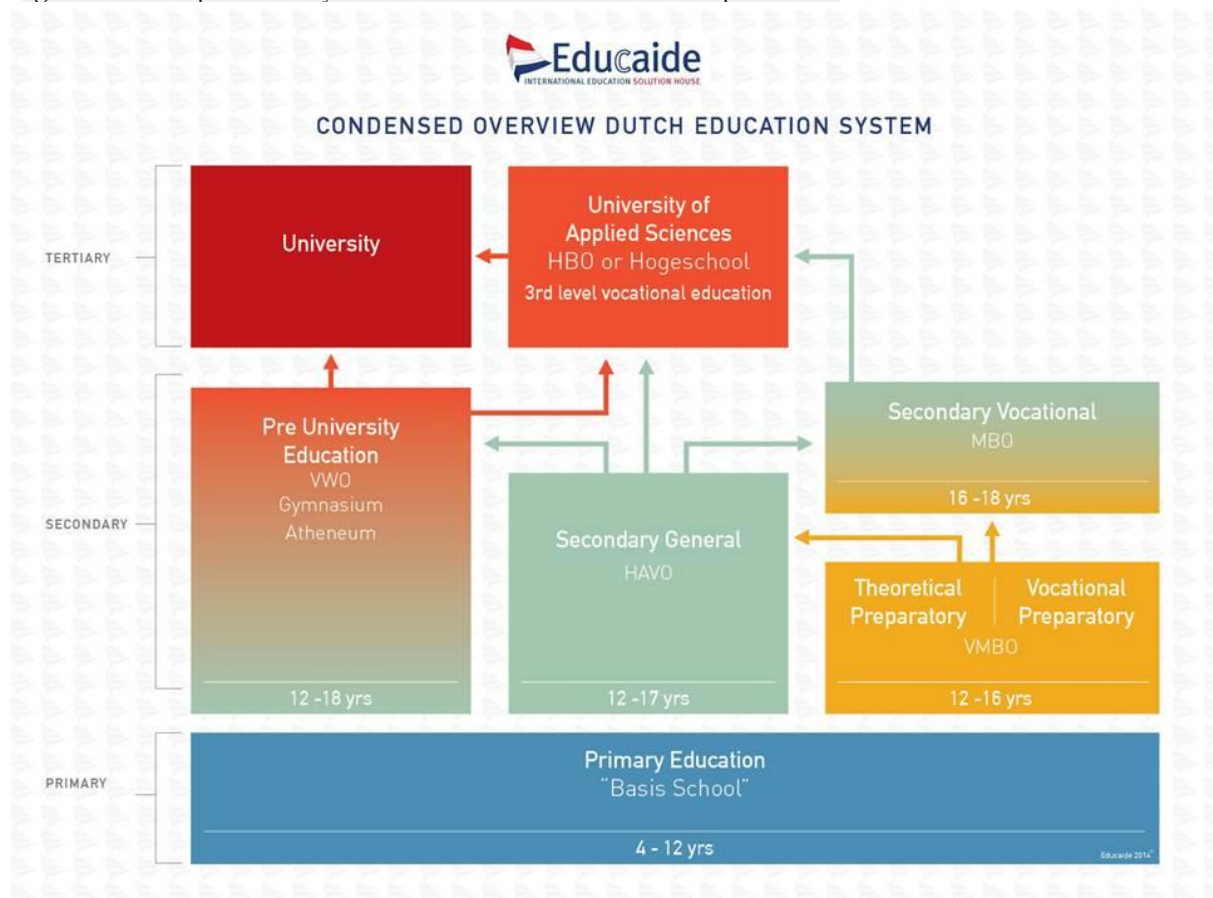 Educaide
INTERNATIONAL EDUCATION SOLUTION HOUSE
CONDENSED OVERVIEW DUTCH EDUCATION SYSTEM
TERTIARY
University
University of
Applied Sciences
HBO or Hogeschool
3rd level vocational education
SECONDARY
Pre University
Education
VWO
Gymnasium
Atheneum
12 -18 yrs
Secondary General
HAVO
12 -17 yrs
Secondary Vocational
MBO
16 -18 yrs
Theoretical
Preparatory
Vocational
Preparatory
VMBO
12 -16 yrs
PRIMARY
Primary Education
"Basis School"
4 - 12 yrs
Educaide 2014